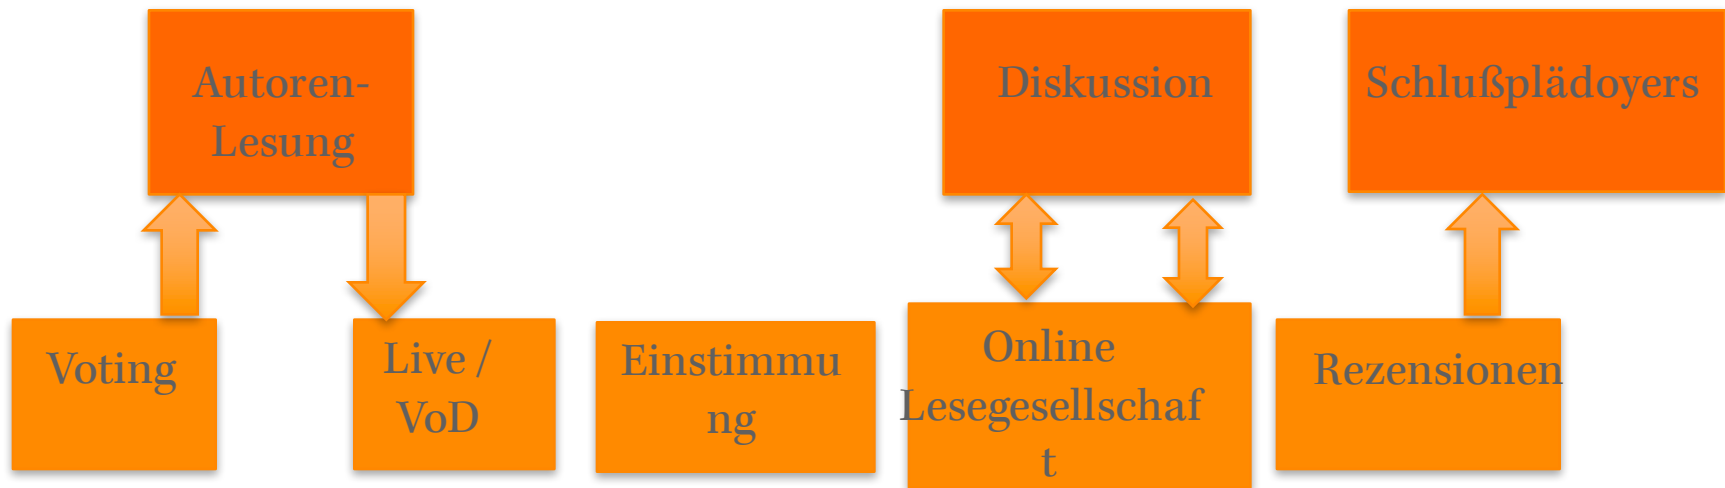 Autoren-
Lesung
Diskussion
Schlußplädoyers
Voting
Live /
VoD
Einstimmu
ng
Online
Lesegesellschaf
t
Rezensionen